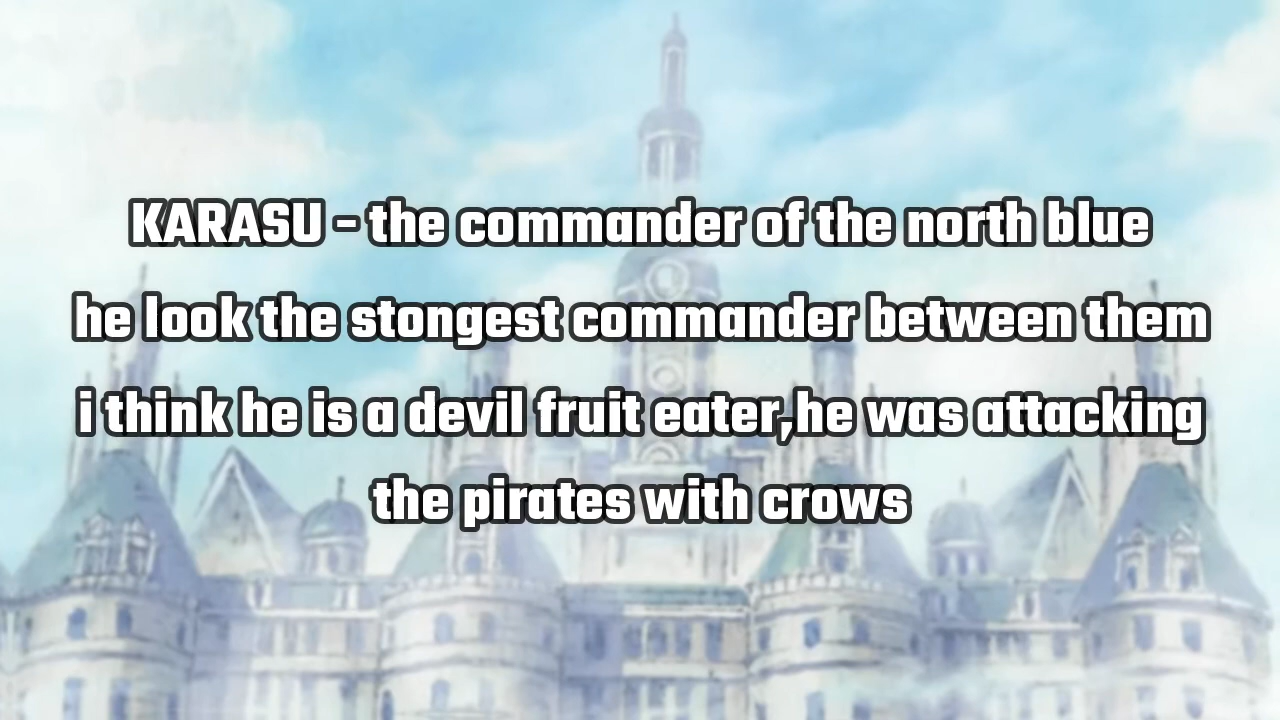 KARASU - the commander of the north blue
he look the stongest commander between them
i think he is a devil fruit eater,he was attacking
the pirates with crows